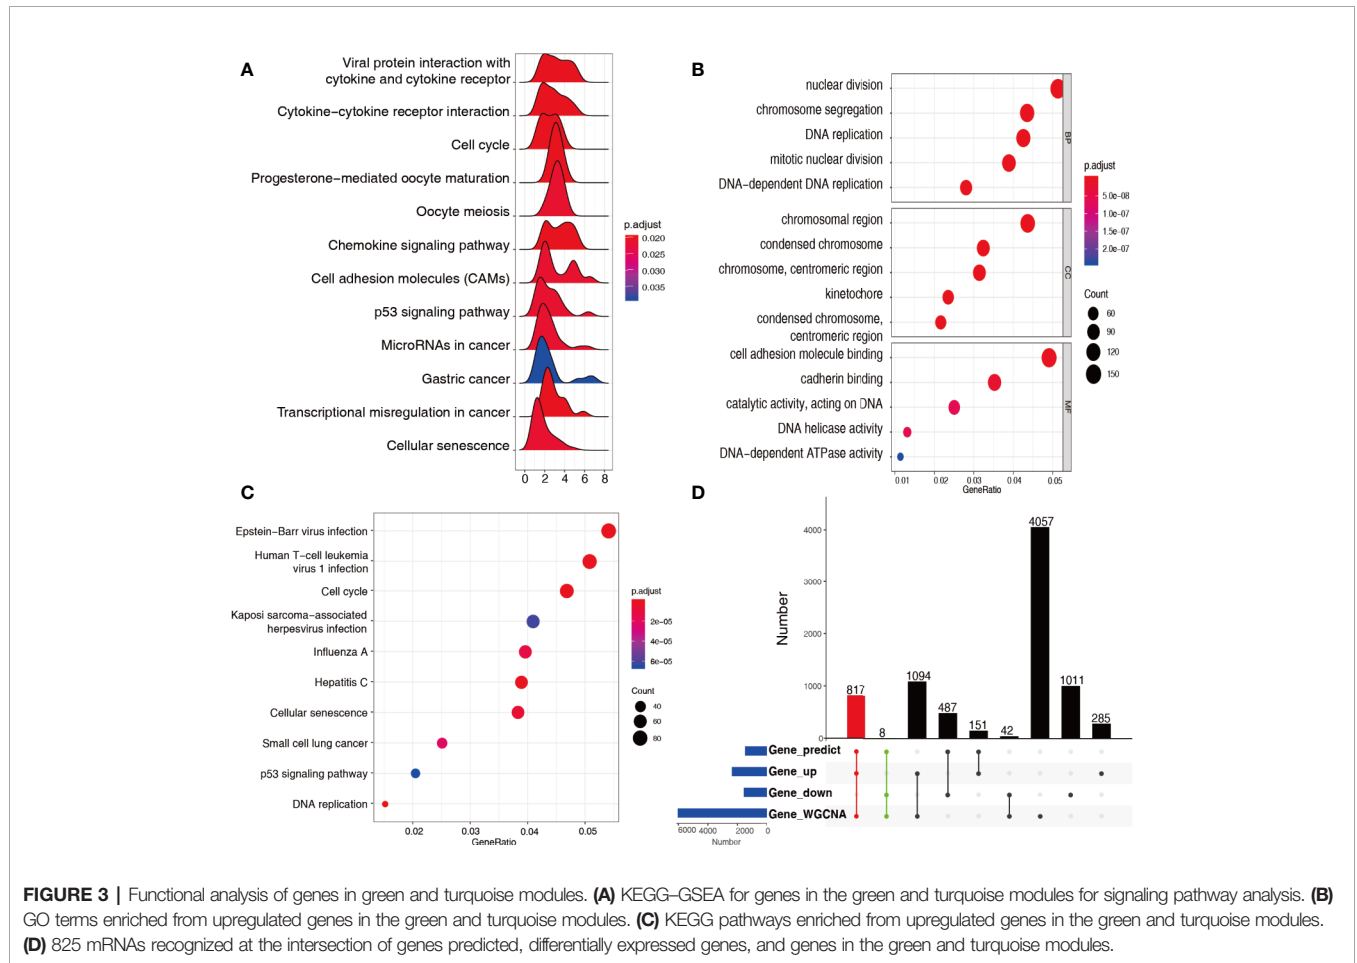 A
Viral protein interaction with
cytokine and cytokine receptor
Cytokine−cytokine receptor interaction
Cell cycle
Progesterone−mediated oocyte maturation
Oocyte meiosis
Chemokine signaling pathway
Cell adhesion molecules (CAMs)
p53 signaling pathway
MicroRNAs in cancer
Gastric cancer
Transcriptional misregulation in cancer
Cellular senescence
0 2 4 6 8
p.adjust
0.020
0.025
0.030
0.035
B
nuclear division
chromosome segregation
DNA replication
mitotic nuclear division
DNA−dependent DNA replication
BP
chromosomal region
condensed chromosome
chromosome, centromeric region
kinetochore
condensed chromosome,
centromeric region
CC
cell adhesion molecule binding
cadherin binding
catalytic activity, acting on DNA
DNA helicase activity
DNA−dependent ATPase activity
MF
0.01 0.02 0.03 0.04 0.05
GeneRatio
p.adjust
5.0e−08
1.0e−07
1.5e−07
2.0e−07
Count
60
90
120
150
C
Epstein−Barr virus infection
Human T−cell leukemia
virus 1 infection
Cell cycle
Kaposi sarcoma−associated
herpesvirus infection
Influenza A
Hepatitis C
Cellular senescence
Small cell lung cancer
p53 signaling pathway
DNA replication
0.02 0.03 0.04 0.05
GeneRatio
p.adjust
2e−05
4e−05
6e−05
Count
40
60
80
D
Number
4000
3000
2000
1000
0
817 8 1094 487 151 42 4057 1011 285
Gene_predict
Gene_up
Gene_down
Gene_WGCNA
6000 4000 2000 0
Number
FIGURE 3 | Functional analysis of genes in green and turquoise modules. (A) KEGG–GSEA for genes in the green and turquoise modules for signaling pathway analysis. (B)
GO terms enriched from upregulated genes in the green and turquoise modules. (C) KEGG pathways enriched from upregulated genes in the green and turquoise modules.
(D) 825 mRNAs recognized at the intersection of genes predicted, differentially expressed genes, and genes in the green and turquoise modules.